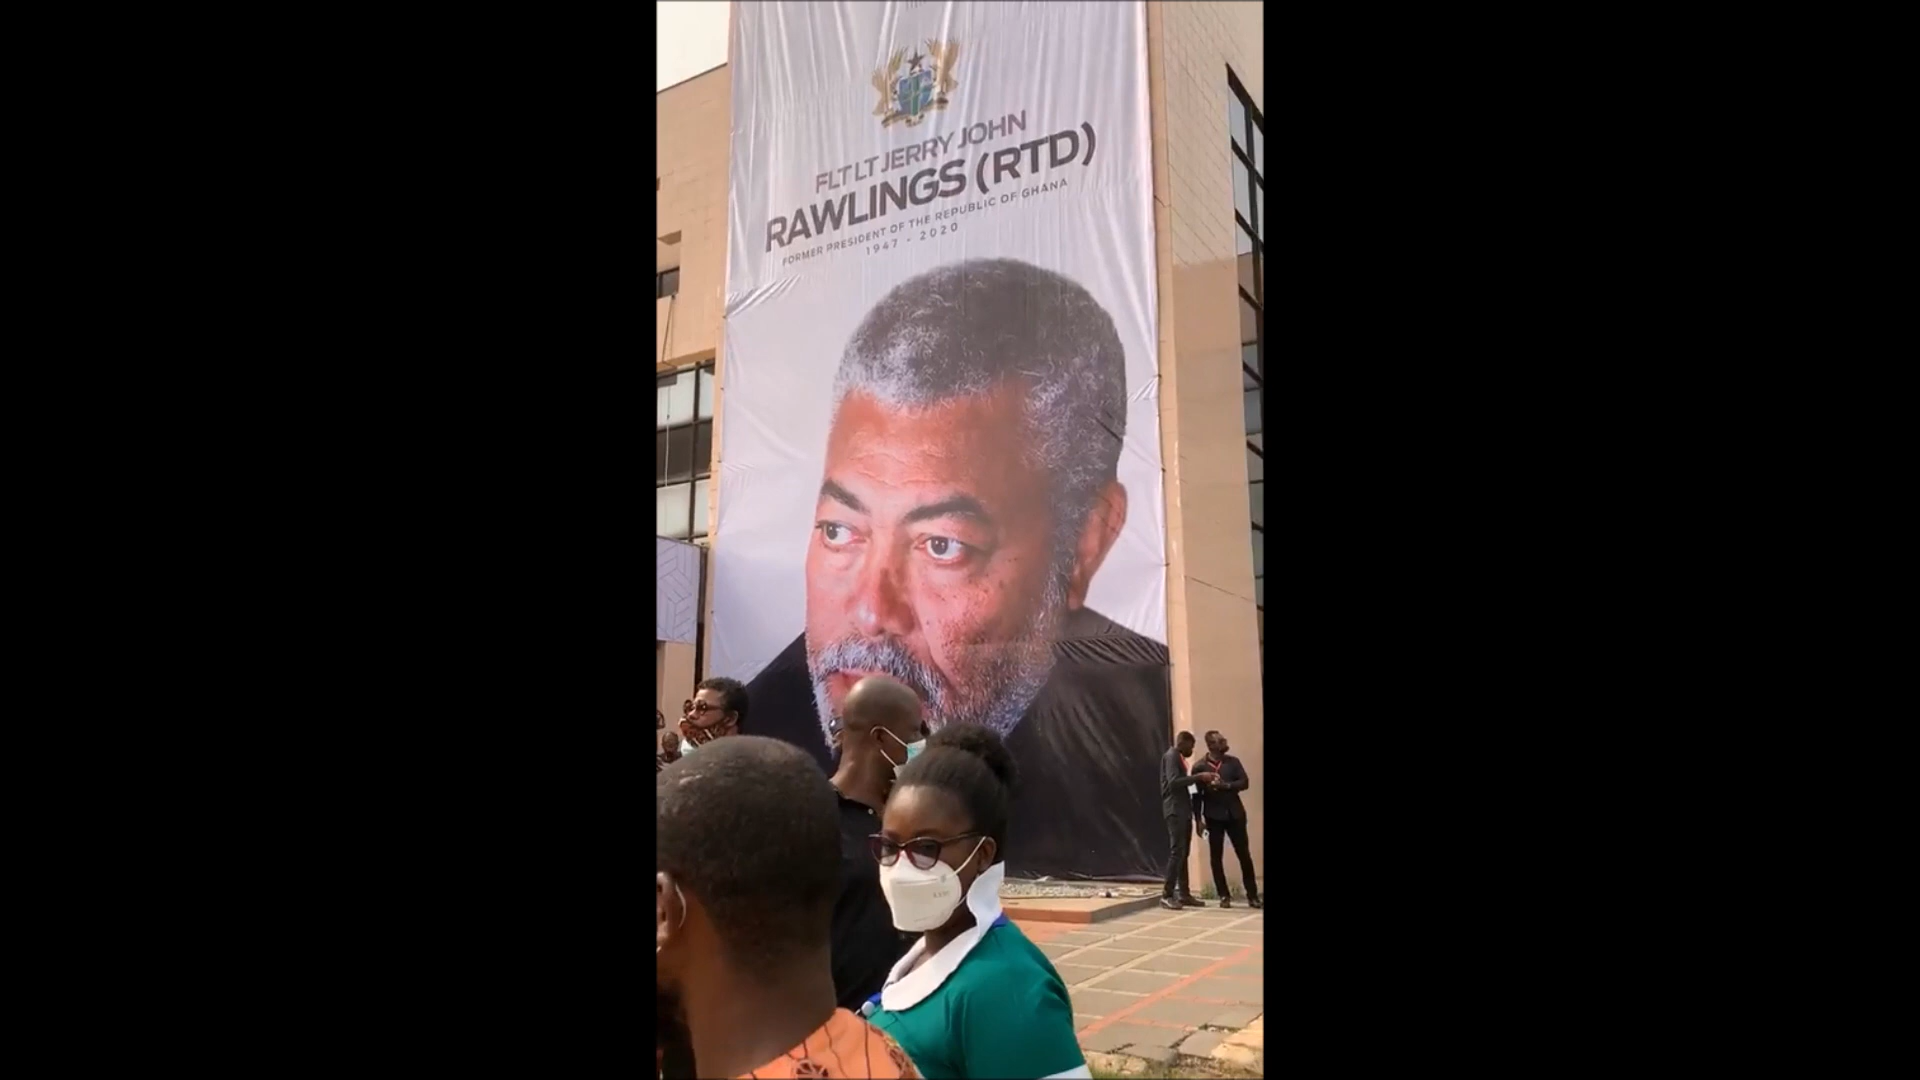 FLT LT JERRY JOHN
RAWLINGS (RTD)
FORMER PRESIDENT OF THE REPUBLIC OF GHANA
1947 - 2020